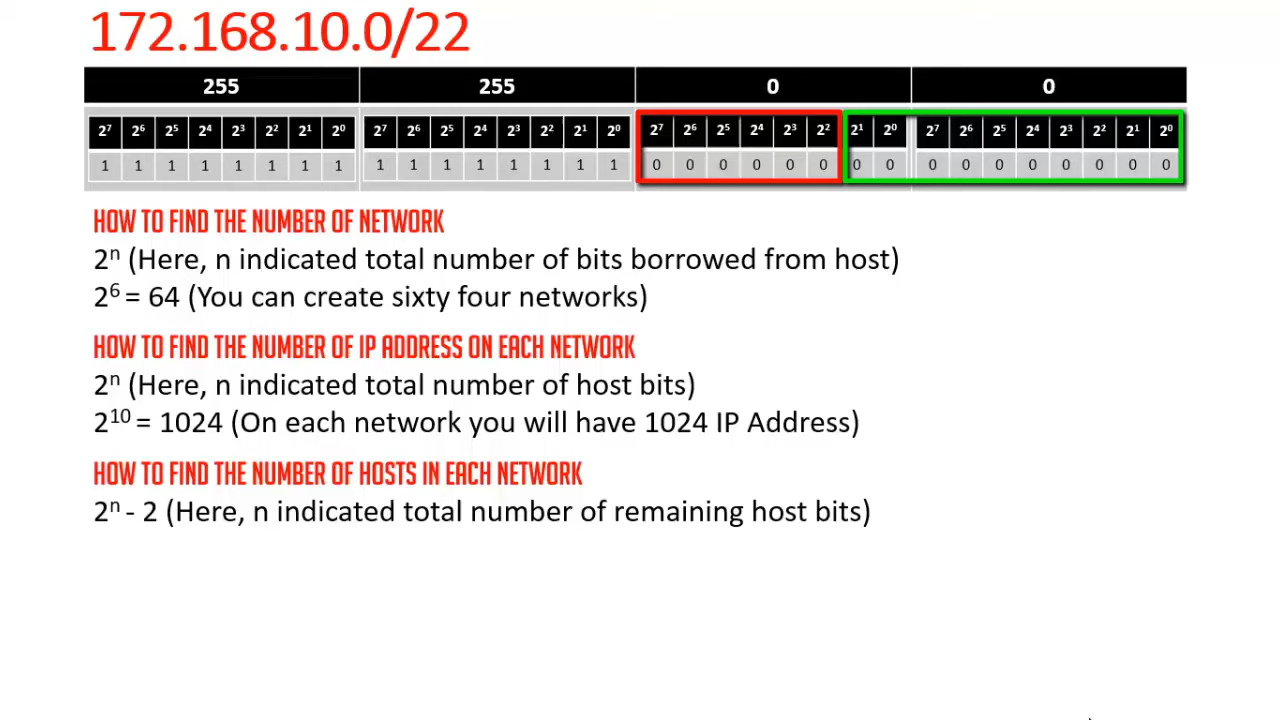 172.168.10.0/22
255 255 0 0
2⁷ 2⁶ 2⁵ 2⁴ 2³ 2² 2¹ 2⁰ 2⁷ 2⁶ 2⁵ 2⁴ 2³ 2² 2¹ 2⁰ 2⁷ 2⁶ 2⁵ 2⁴ 2³ 2² 2¹ 2⁰ 2⁷ 2⁶ 2⁵ 2⁴ 2³ 2² 2¹ 2⁰
1 1 1 1 1 1 1 1 1 1 1 1 1 1 1 1 0 0 0 0 0 0 0 0 0 0 0 0 0 0 0 0
HOW TO FIND THE NUMBER OF NETWORK
2ⁿ (Here, n indicated total number of bits borrowed from host)
2⁶ = 64 (You can create sixty four networks)
HOW TO FIND THE NUMBER OF IP ADDRESS ON EACH NETWORK
2ⁿ (Here, n indicated total number of host bits)
2¹⁰ = 1024 (On each network you will have 1024 IP Address)
HOW TO FIND THE NUMBER OF HOSTS IN EACH NETWORK
2ⁿ - 2 (Here, n indicated total number of remaining host bits)